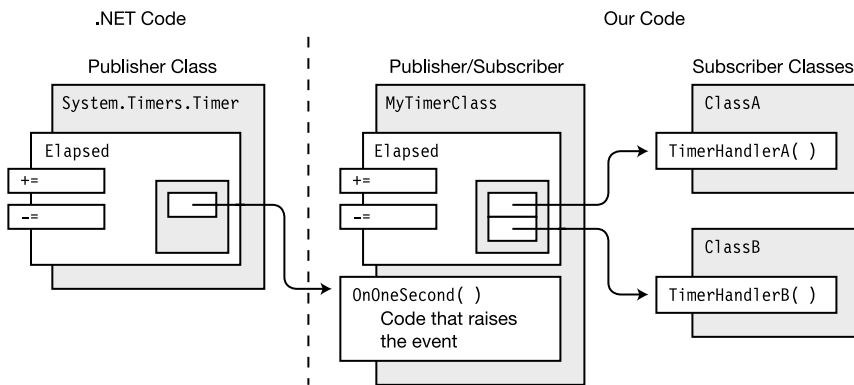 .NET Code
Our Code
Publisher Class
Publisher/Subscriber
Subscriber Classes
System.Timers.Timer
Elapsed
+=
-=
MyTimerClass
Elapsed
+=
-=
OnOneSecond( )
Code that raises
the event
ClassA
TimerHandlerA( )
ClassB
TimerHandlerB( )